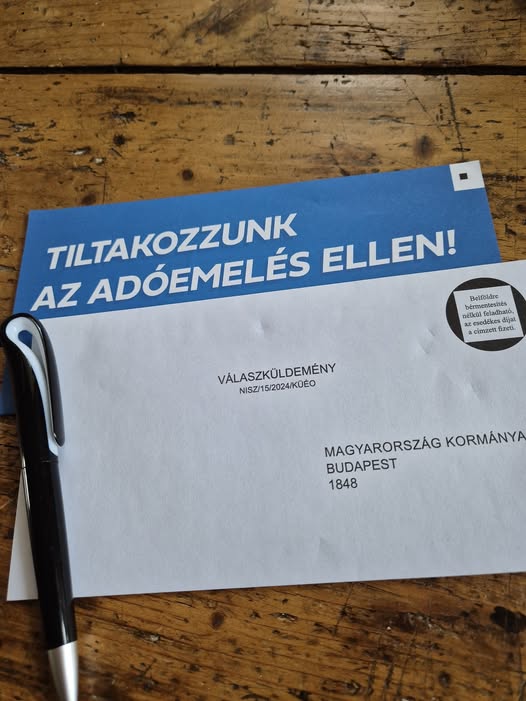 TILTAKOZZUNK
AZ ADÓEMELÉS ELLEN!
Belföldre
bérmentesítés
nélkül feladható,
az esedékes díjat
a címzett fizeti.
VÁLASZKÜLDEMÉNY
NISZ/15/2024/KÜÉO
MAGYARORSZÁG KORMÁNYA
BUDAPEST
1848